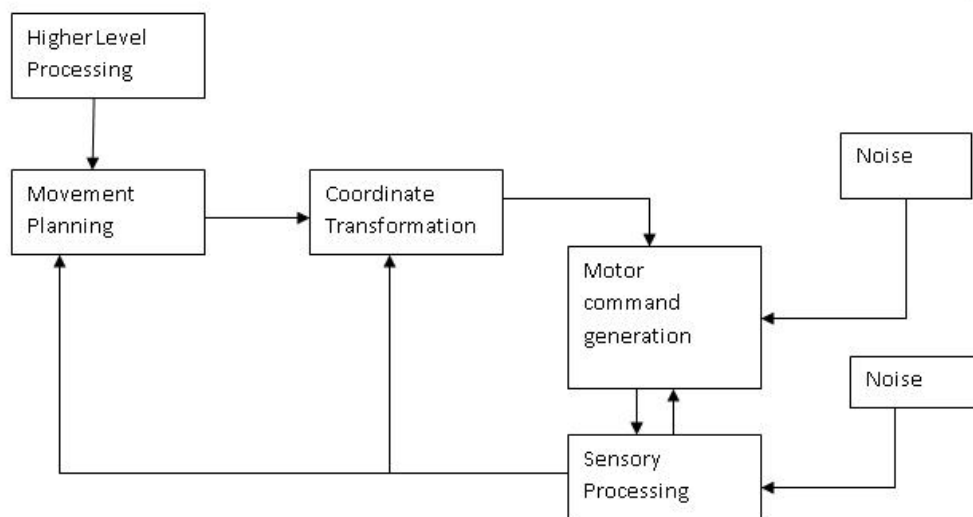 Higher Level
Processing
Noise
Movement
Planning
Coordinate
Transformation
Motor
command
generation
Noise
Sensory
Processing